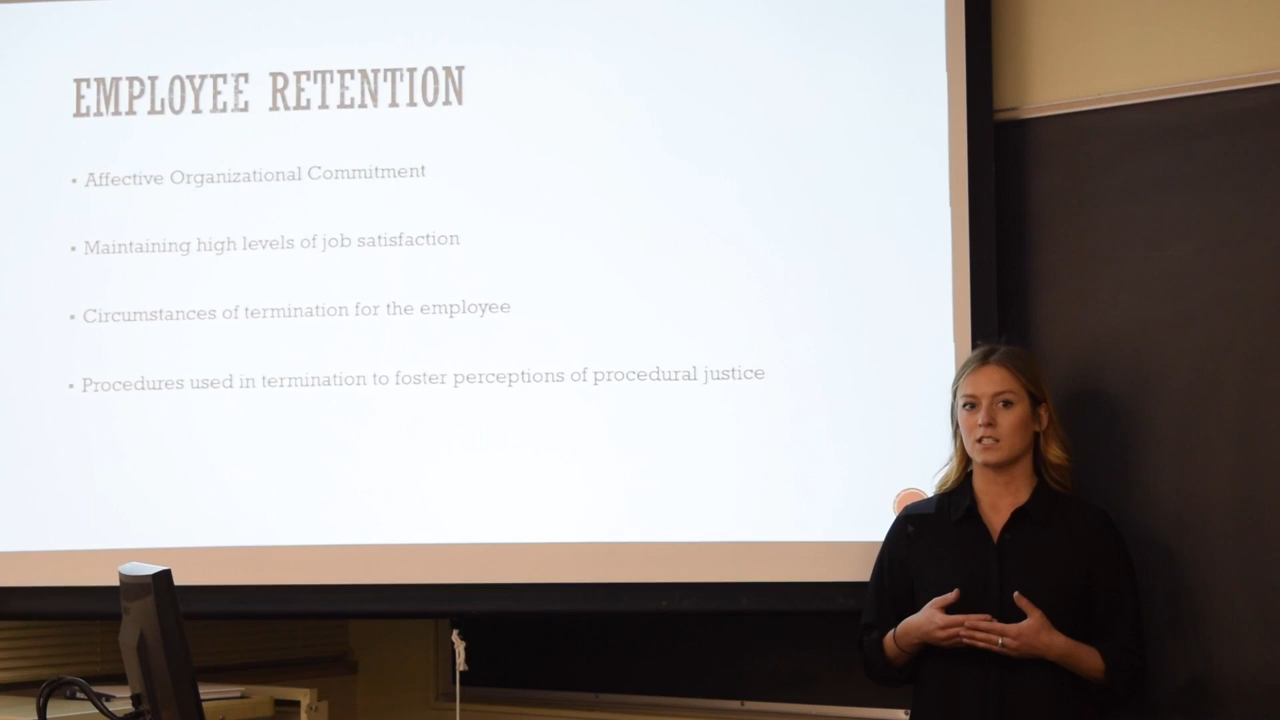 EMPLOYEE RETENTION
▪ Affective Organizational Commitment
▪ Maintaining high levels of job satisfaction
▪ Circumstances of termination for the employee
▪ Procedures used in termination to foster perceptions of procedural justice